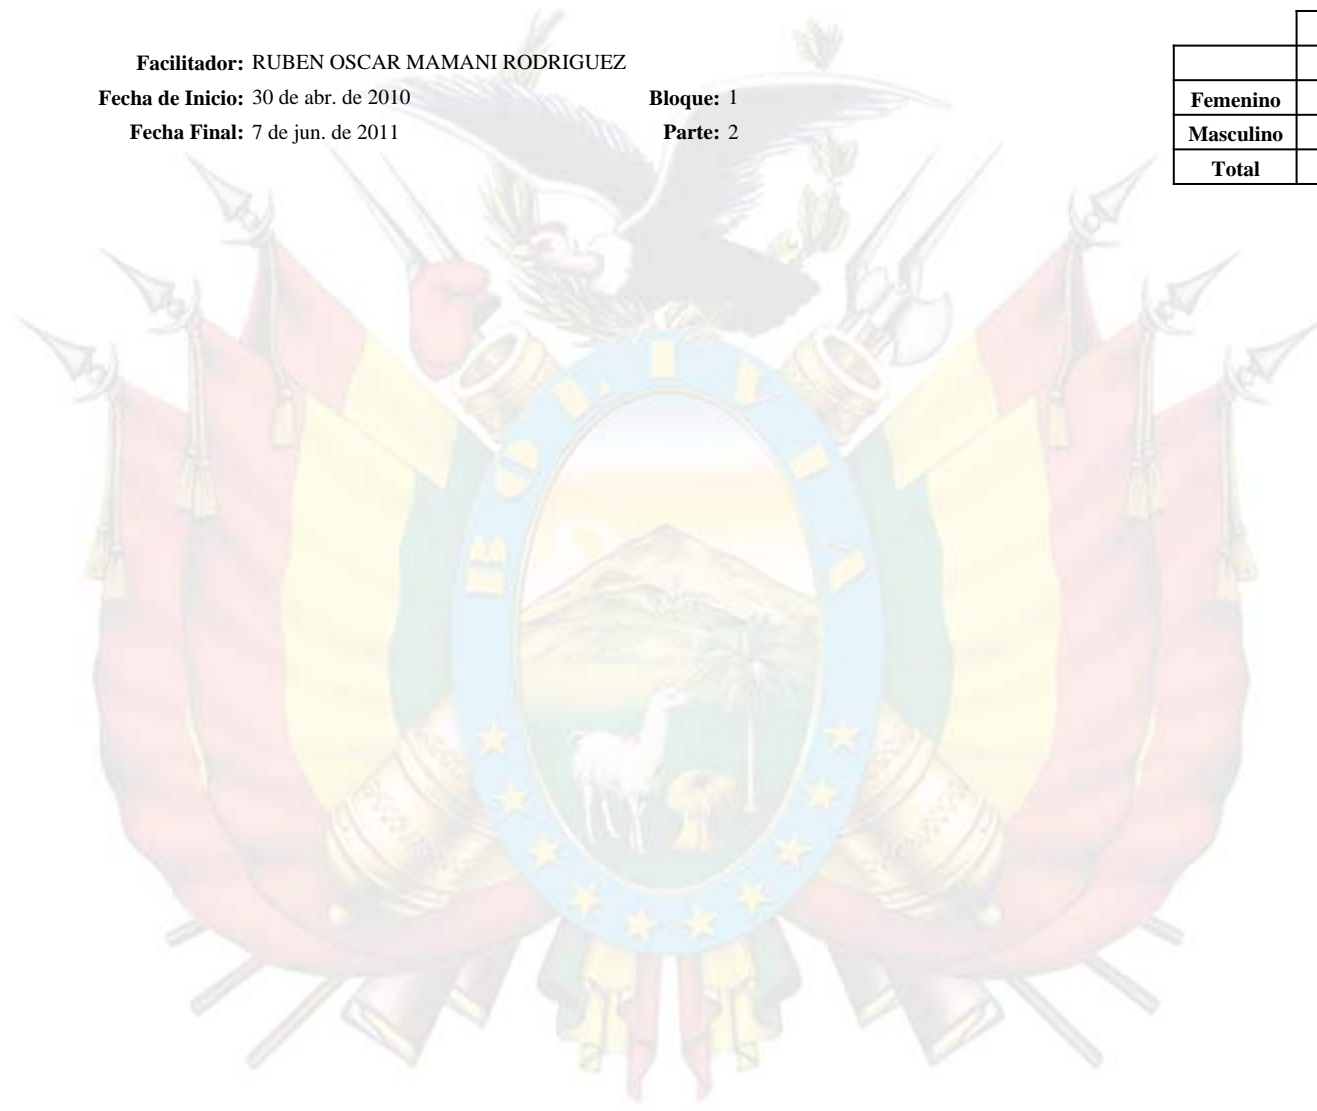 Facilitador: RUBEN OSCAR MAMANI RODRIGUEZ
Fecha de Inicio: 30 de abr. de 2010 Bloque: 1
Fecha Final: 7 de jun. de 2011 Parte: 2
Femenino
Masculino
Total
BOLIVIA